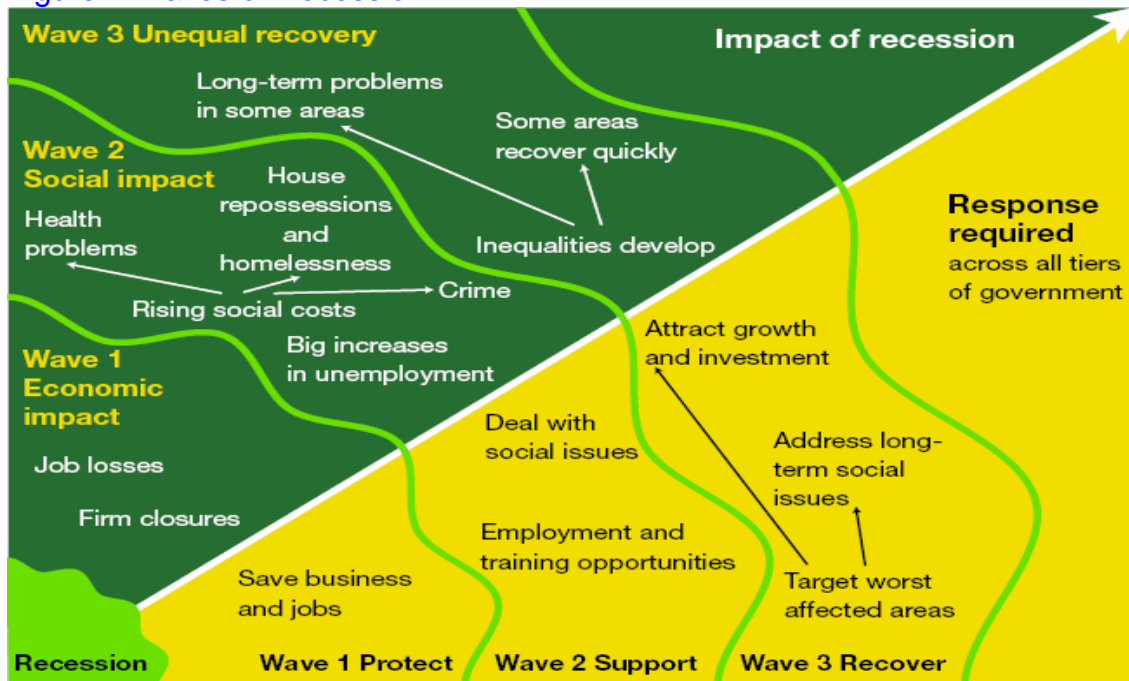 Wave 3 Unequal recovery
Impact of recession
Long-term problems
in some areas
Some areas
recover quickly
Wave 2
Social impact
House
repossessions
and
homelessness
Health
problems
Inequalities develop
Crime
Rising social costs
Big increases
in unemployment
Wave 1
Economic
impact
Job losses
Firm closures
Response
required
across all tiers
of government
Attract growth
and investment
Deal with
social issues
Address long-
term social
issues
Employment and
training opportunities
Save business
and jobs
Target worst
affected areas
Recession
Wave 1 Protect
Wave 2 Support
Wave 3 Recover